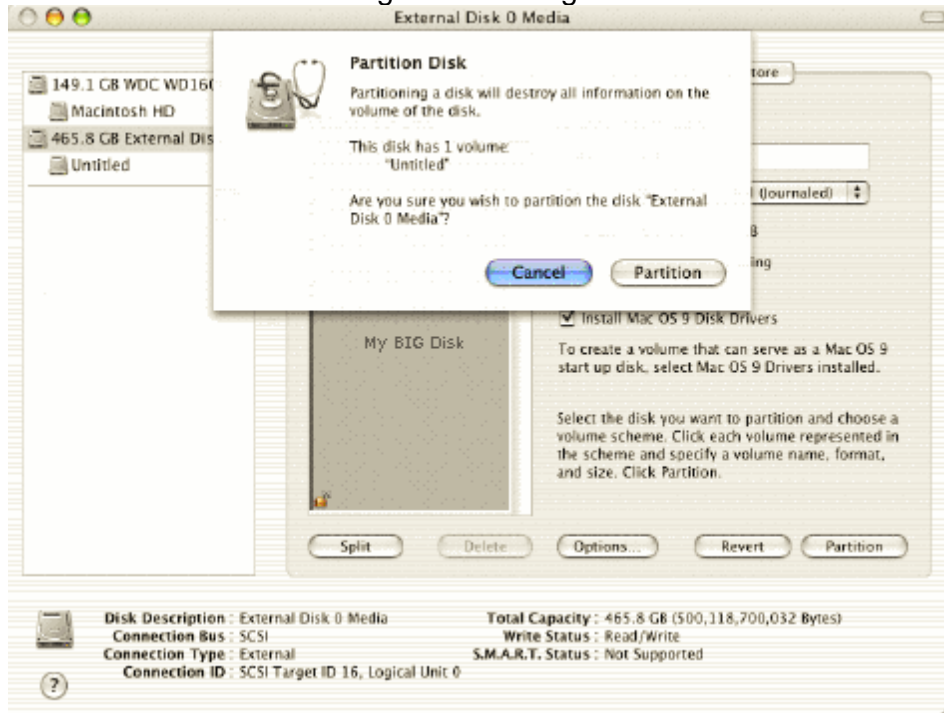 External Disk 0 Media
Partition Disk
Partitioning a disk will destroy all information on the
volume of the disk.
This disk has 1 volume:
"Untitled"
Are you sure you wish to partition the disk "External
Disk 0 Media"?
Cancel
Partition
149.1 GB WDC WD160
Macintosh HD
465.8 GB External Dis
Untitled
tore
(Journaled)
B
ing
My BIG Disk
Install Mac OS 9 Disk Drivers
To create a volume that can serve as a Mac OS 9
start up disk, select Mac OS 9 Drivers installed.
Select the disk you want to partition and choose a
volume scheme. Click each volume represented in
the scheme and specify a volume name, format,
and size. Click Partition.
Split
Delete
Options...
Revert
Partition
Disk Description : External Disk 0 Media
Connection Bus : SCSI
Connection Type : External
Connection ID : SCSI Target ID 16, Logical Unit 0
Total Capacity : 465.8 GB (500,118,700,032 Bytes)
Write Status : Read/Write
S.M.A.R.T. Status : Not Supported
?